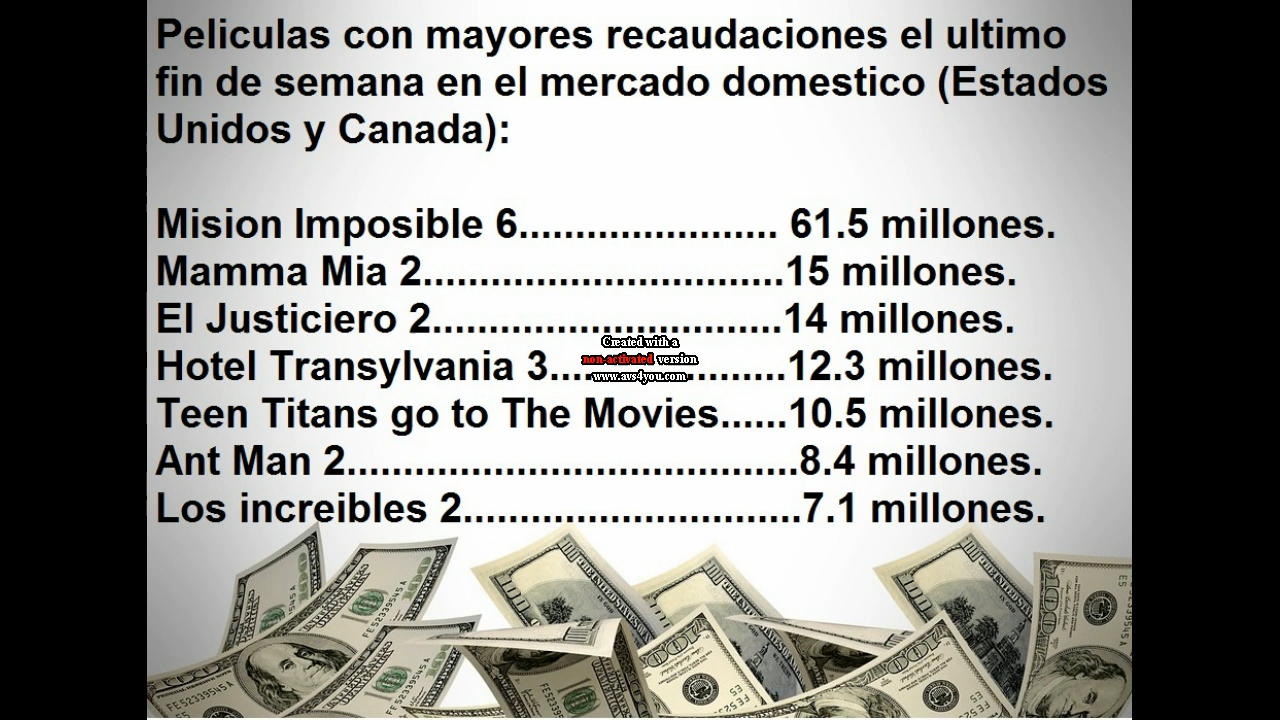 Peliculas con mayores recaudaciones el ultimo
fin de semana en el mercado domestico (Estados
Unidos y Canada):
Mision Imposible 6....................... 61.5 millones.
Mamma Mia 2................................15 millones.
El Justiciero 2...............................14 millones.
Hotel Transylvania 3.....................12.3 millones.
Teen Titans go to The Movies......10.5 millones.
Ant Man 2........................................8.4 millones.
Los increibles 2..............................7.1 millones.
Created with a
non-activated version
www.avs4you.com
FE52339545 A